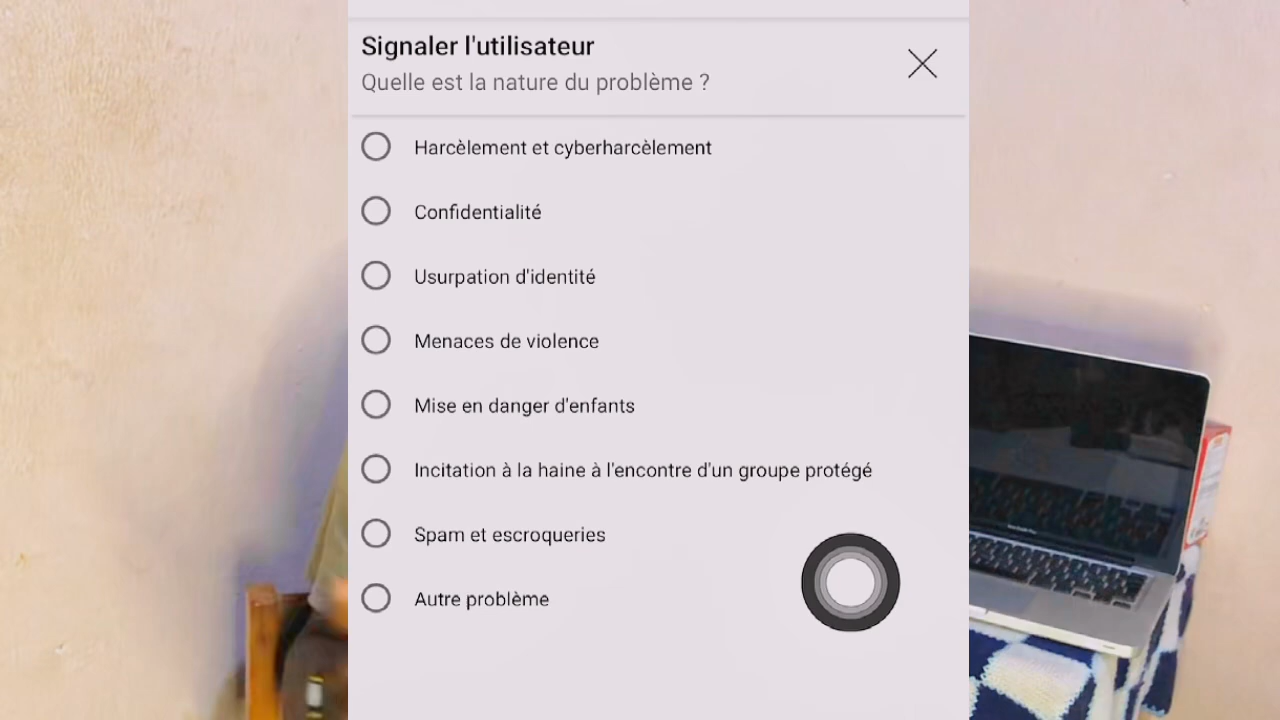 Signaler l'utilisateur
Quelle est la nature du problème ?
Harcèlement et cyberharcèlement
Confidentialité
Usurpation d'identité
Menaces de violence
Mise en danger d'enfants
Incitation à la haine à l'encontre d'un groupe protégé
Spam et escroqueries
Autre problème